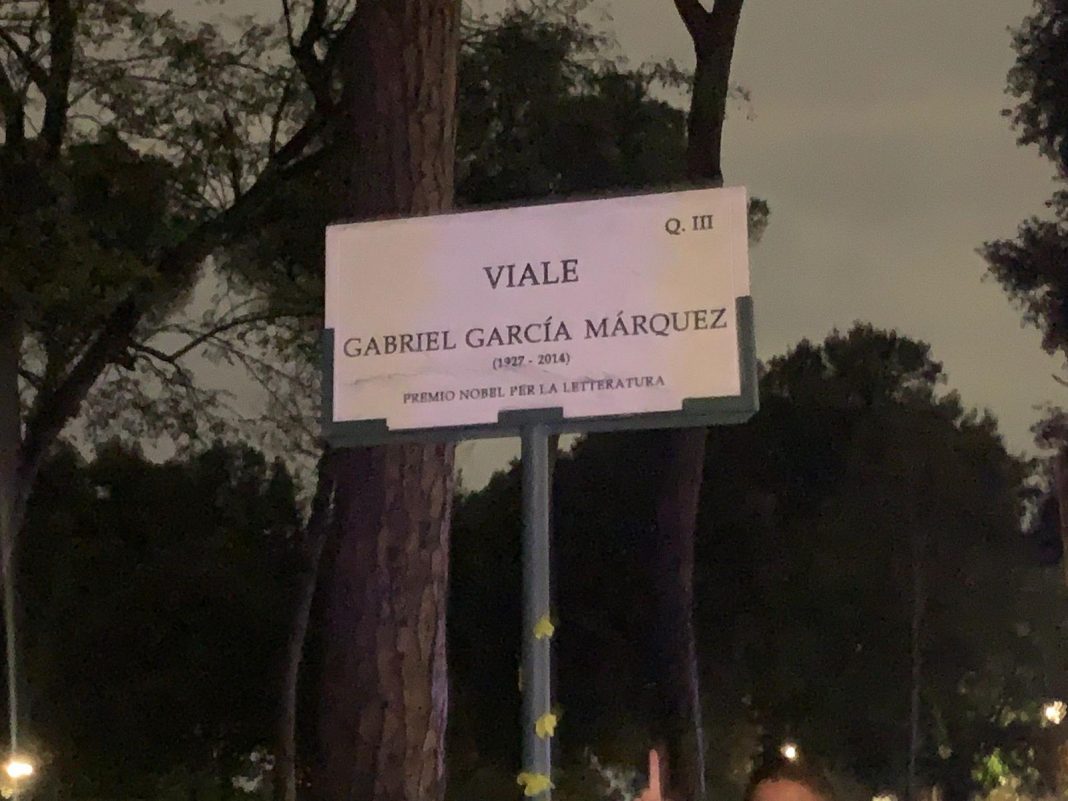 Q. III
VIALE
GABRIEL GARCÍA MÁRQUEZ
(1927 - 2014)
PREMIO NOBEL PER LA LETTERATURA